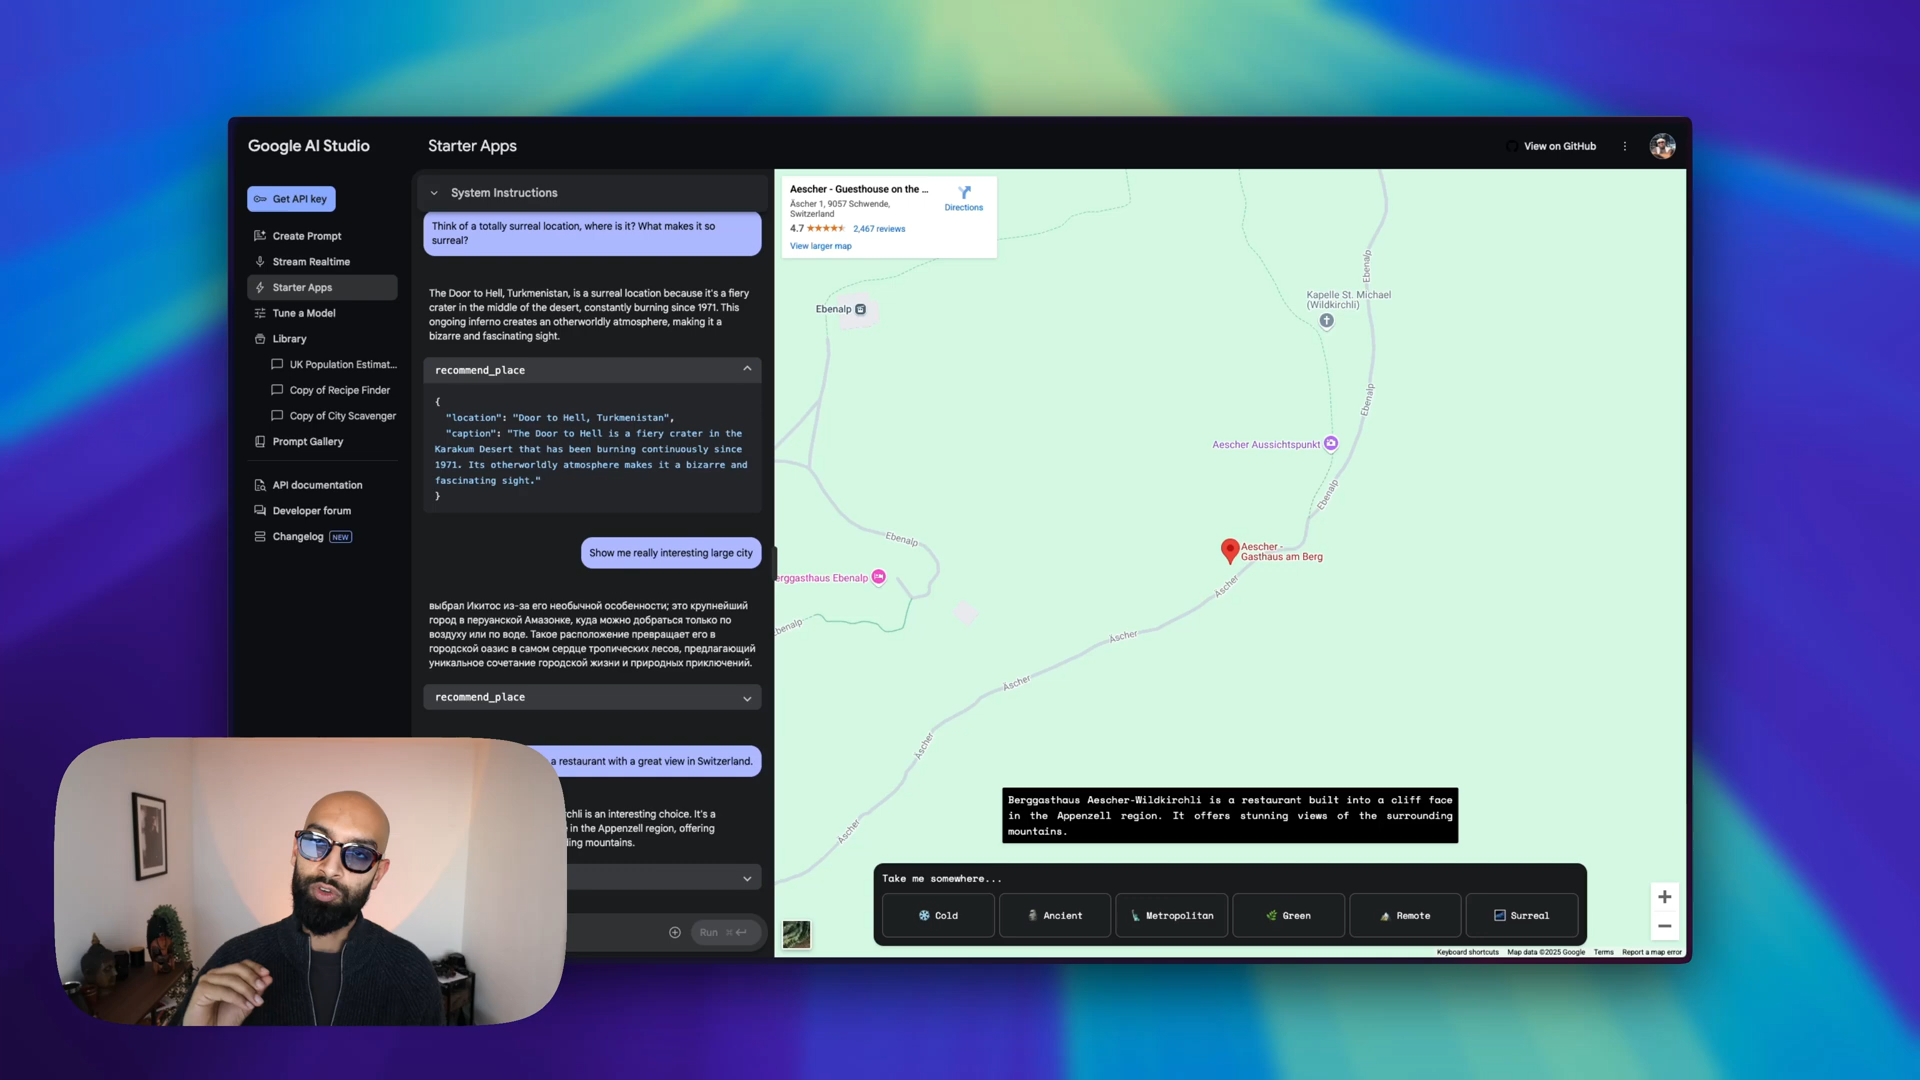 Google AI Studio
Starter Apps
View on GitHub
Get API key
Create Prompt
Stream Realtime
Starter Apps
Tune a Model
Library
UK Population Estimat...
Copy of Recipe Finder
Copy of City Scavenger
Prompt Gallery
API documentation
Developer forum
Changelog NEW
System Instructions
Think of a totally surreal location, where is it? What makes it so
surreal?
The Door to Hell, Turkmenistan, is a surreal location because it's a fiery
crater in the middle of the desert, constantly burning since 1971. This
ongoing inferno creates an otherworldly atmosphere, making it a
bizarre and fascinating sight.
recommend_place
{
"location": "Door to Hell, Turkmenistan",
"caption": "The Door to Hell is a fiery crater in the
Karakum Desert that has been burning continuously since
1971. Its otherworldly atmosphere makes it a bizarre and
fascinating sight."
}
Show me really interesting large city
выбрал Икитос из-за его необычной особенности; это крупнейший
город в перуанской Амазонке, куда можно добраться только по
воздуху или по воде. Такое расположение превращает его в
городской оазис в самом сердце тропических лесов, предлагающий
уникальное сочетание городской жизни и природных приключений.
recommend_place
a restaurant with a great view in Switzerland.
chli is an interesting choice. It's a
in the Appenzell region, offering
ding mountains.
Run
Aescher - Guesthouse on the ...
Äscher 1, 9057 Schwende,
Switzerland
4.7 2,467 reviews
View larger map
Directions
Ebenalp
Ebenalp
Kapelle St. Michael
(Wildkirchli)
Ebenalp
Aescher Aussichtspunkt
Ebenalp
Ebenalp
Aescher -
Gasthaus am Berg
erggasthaus Ebenalp
Äscher
Ebenalp
Äscher
Äscher
Äscher
Äscher
Berggasthaus Aescher-Wildkirchli is a restaurant built into a cliff face
in the Appenzell region. It offers stunning views of the surrounding
mountains.
Take me somewhere...
Cold
Ancient
Metropolitan
Green
Remote
Surreal
Keyboard shortcuts Map data ©2025 Google Terms Report a map error